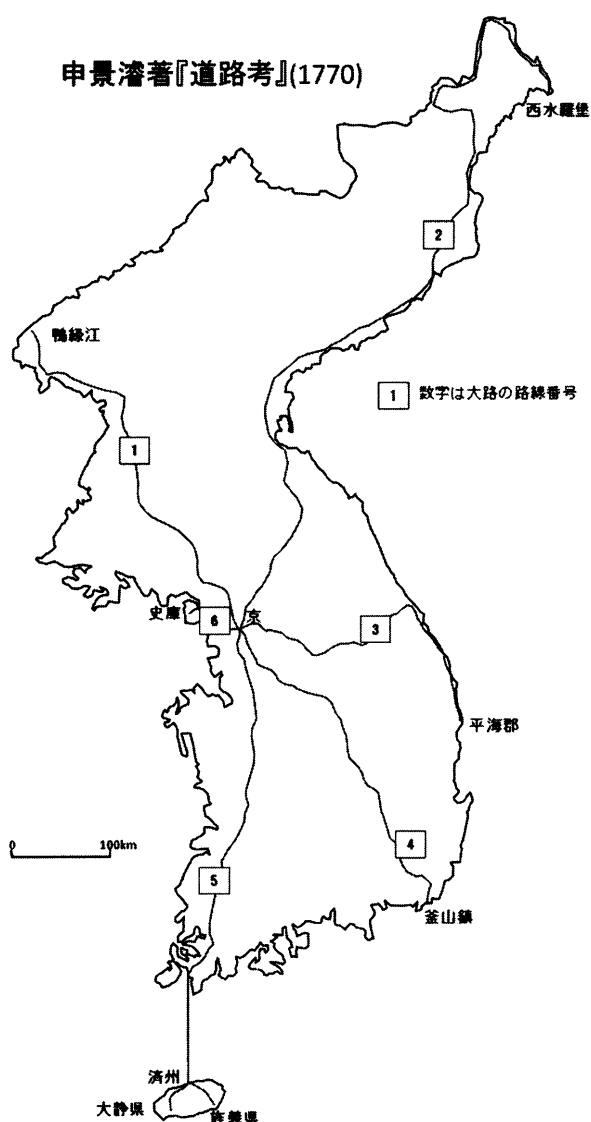 申景濬著『道路考』(1770)
西水羅堡
2
鴨緑江
1 数字は大路の路線番号
1
史庫
6
京
3
平海郡
4
0 100km
5
釜山鎮
済州
大静県
旌義県